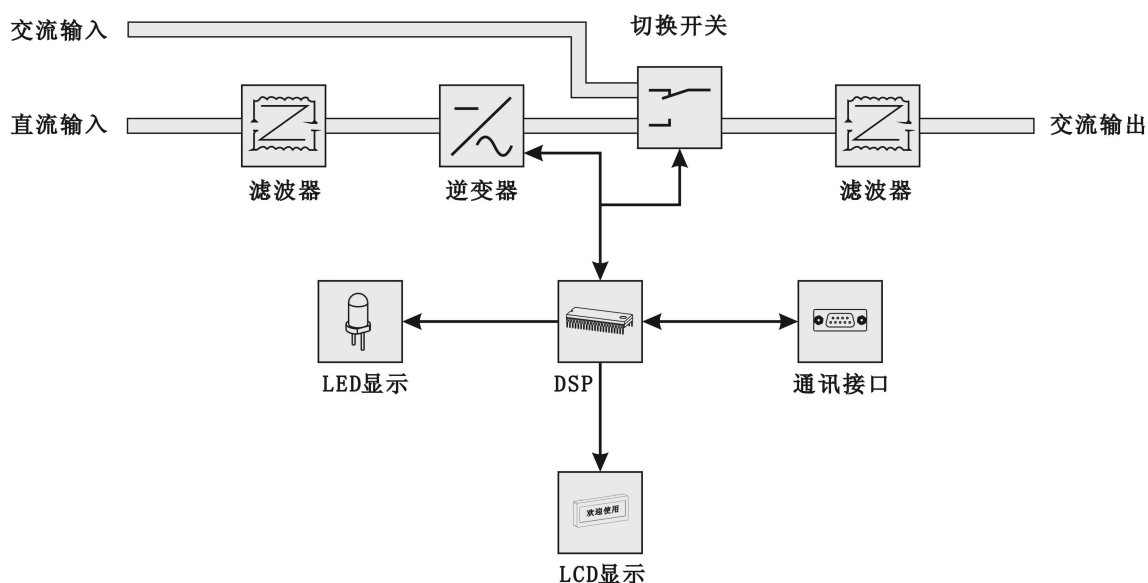 切换开关
交流输入
直流输入
交流输出
滤波器
逆变器
滤波器
LED显示
DSP
通讯接口
欢迎使用
LCD显示